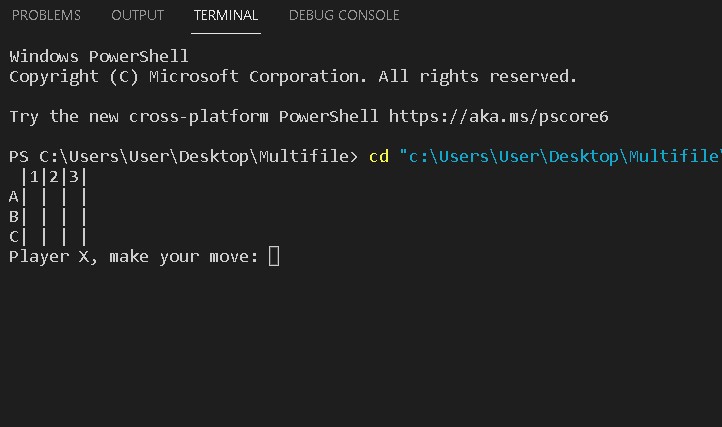 PROBLEMS OUTPUT TERMINAL DEBUG CONSOLE
Windows PowerShell
Copyright (C) Microsoft Corporation. All rights reserved.
Try the new cross-platform PowerShell https://aka.ms/pscore6
PS C:\Users\User\Desktop\Multifile> cd "c:\Users\User\Desktop\Multifile\
 |1|2|3|
A| | | |
B| | | |
C| | | |
Player X, make your move: